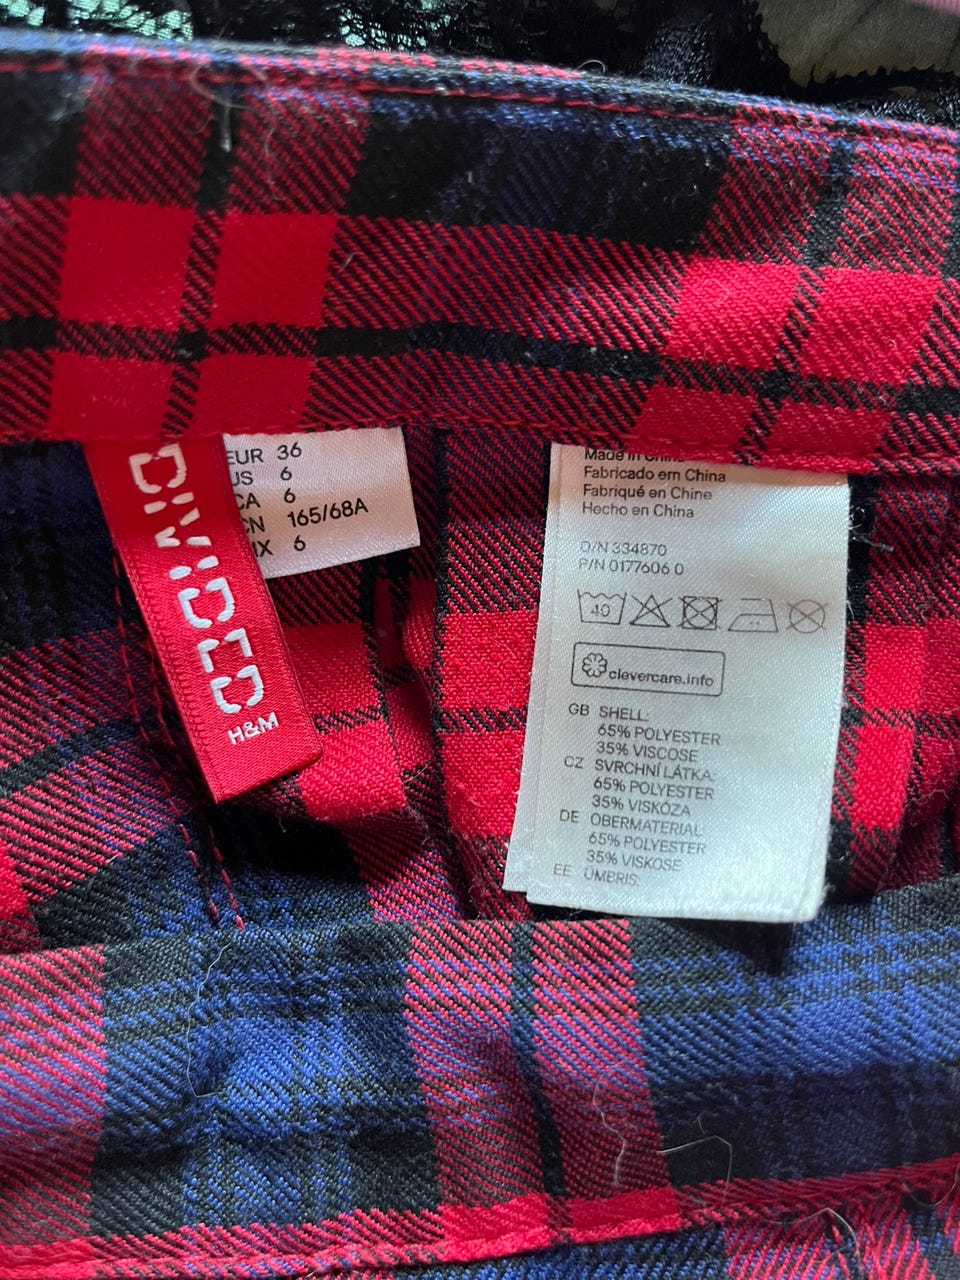 DIVIDED
H&M
EUR 36
US 6
CA 6
CN 165/68A
MX 6
Made in China
Fabricado em China
Fabriqué en Chine
Hecho en China
O/N 334870
P/N 0177606 0
40
clevercare.info
GB SHELL:
65% POLYESTER
35% VISCOSE
CZ SVRCHNÍ LÁTKA:
65% POLYESTER
35% VISKÓZA
DE OBERMATERIAL:
65% POLYESTER
35% VISKOSE
EE ÜMBRIS: